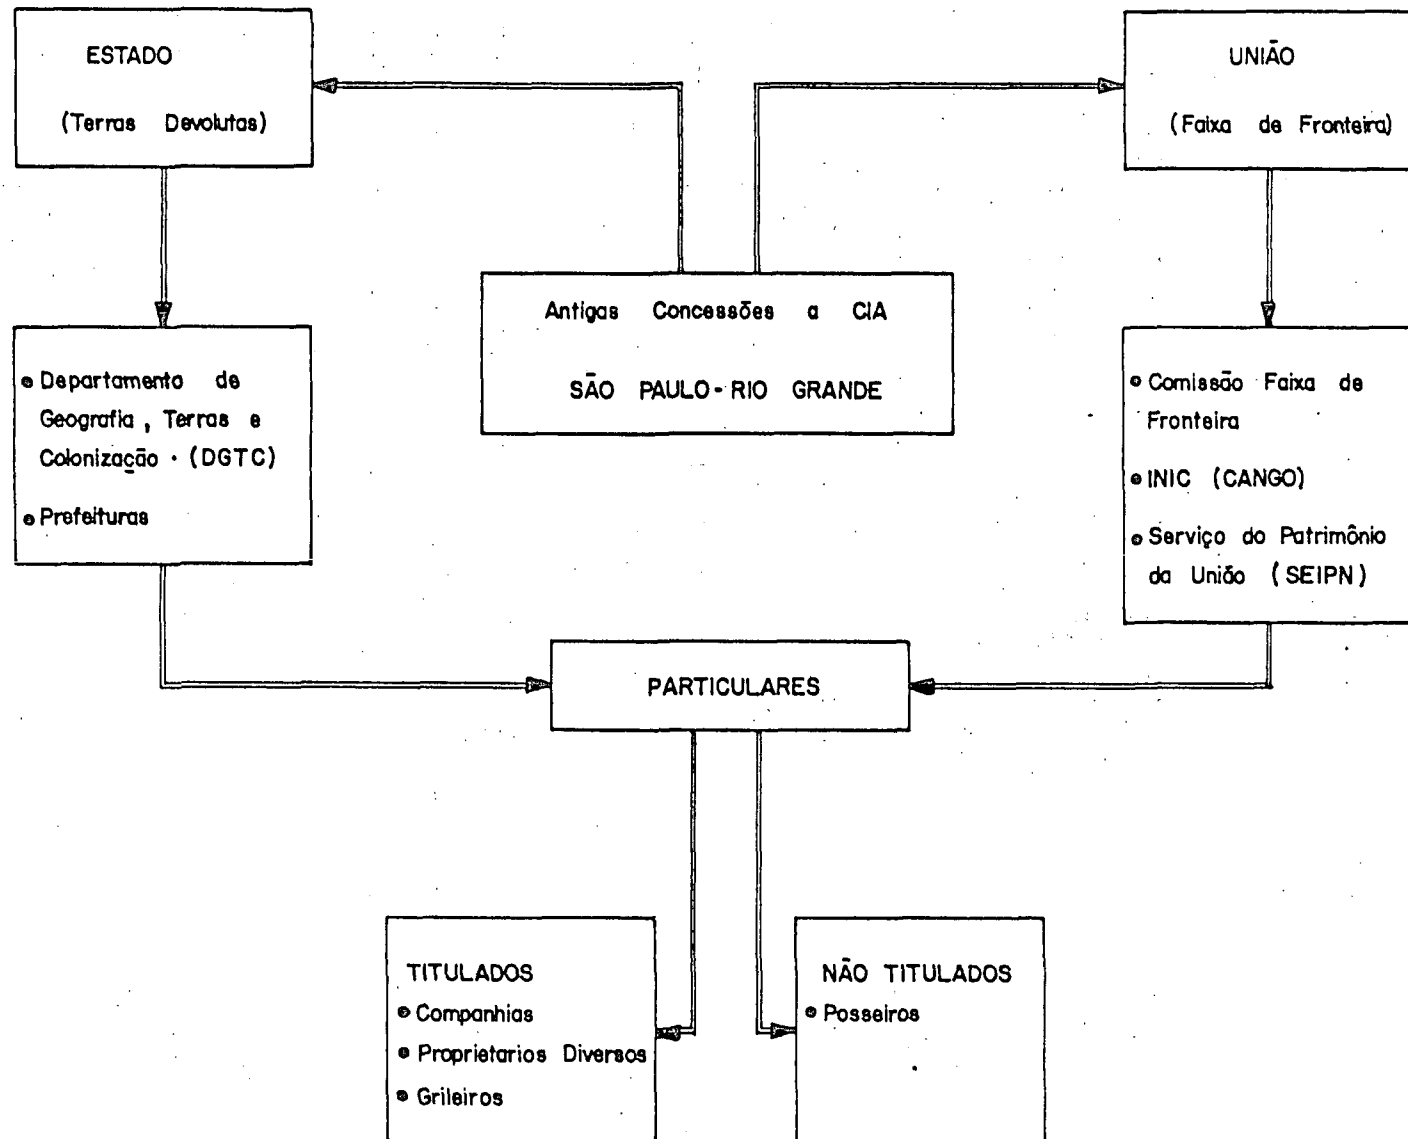 ESTADO
(Terras Devolutas)
UNIÃO
(Faixa de Fronteira)
Antigas Concessões a CIA
SÃO PAULO-RIO GRANDE
• Departamento de
Geografia, Terras e
Colonização • (DGTC)
• Prefeituras
• Comissão Faixa de
Fronteira
• INIC (CANGO)
• Serviço do Patrimônio
da União (SEIPN)
PARTICULARES
TITULADOS
• Companhias
• Proprietarios Diversos
• Grileiros
NÃO TITULADOS
• Posseiros